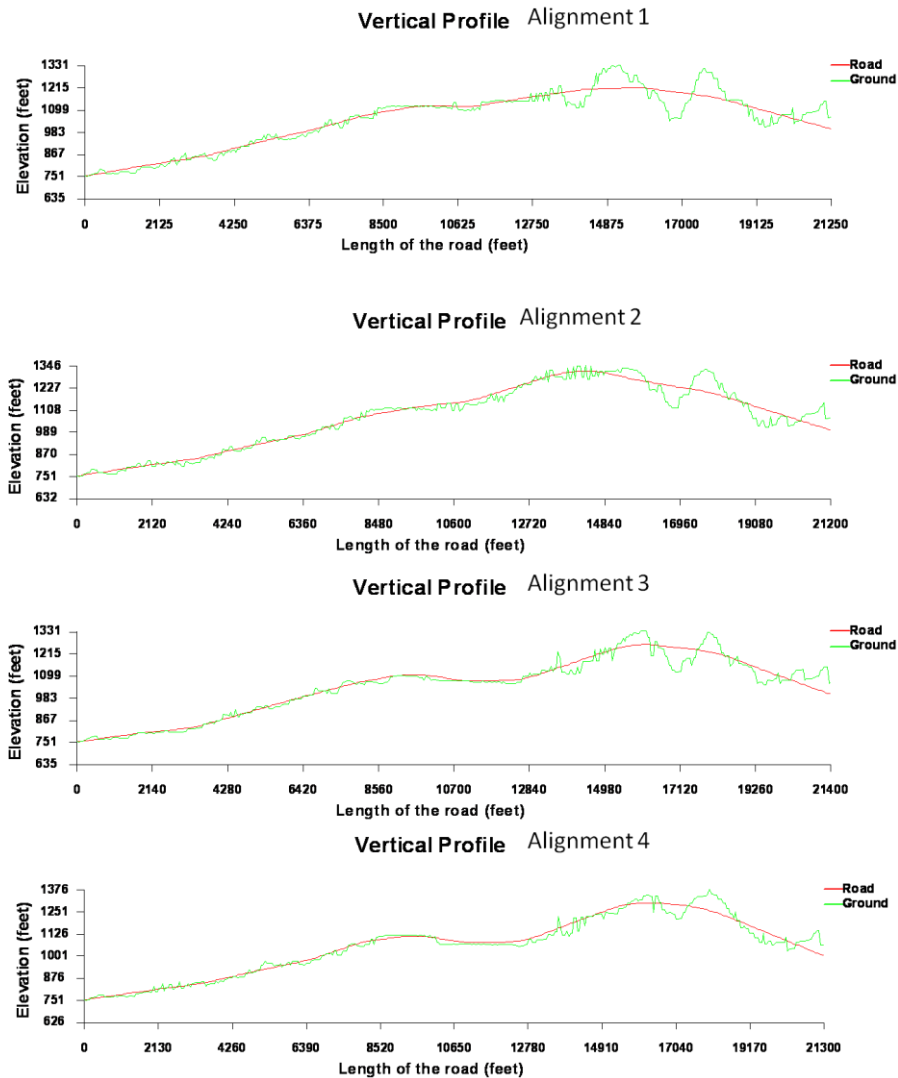 Vertical Profile Alignment 1
Elevation (feet)
1331
1215
1099
983
867
751
635
0 2125 4250 6375 8500 10625 12750 14875 17000 19125 21250
Length of the road (feet)
Road
Ground
Vertical Profile Alignment 2
Elevation (feet)
1346
1227
1108
989
870
751
632
0 2120 4240 6360 8480 10600 12720 14840 16960 19080 21200
Length of the road (feet)
Road
Ground
Vertical Profile Alignment 3
Elevation (feet)
1331
1215
1099
983
867
751
635
0 2140 4280 6420 8560 10700 12840 14980 17120 19260 21400
Length of the road (feet)
Road
Ground
Vertical Profile Alignment 4
Elevation (feet)
1376
1251
1126
1001
876
751
626
0 2130 4260 6390 8520 10650 12780 14910 17040 19170 21300
Length of the road (feet)
Road
Ground